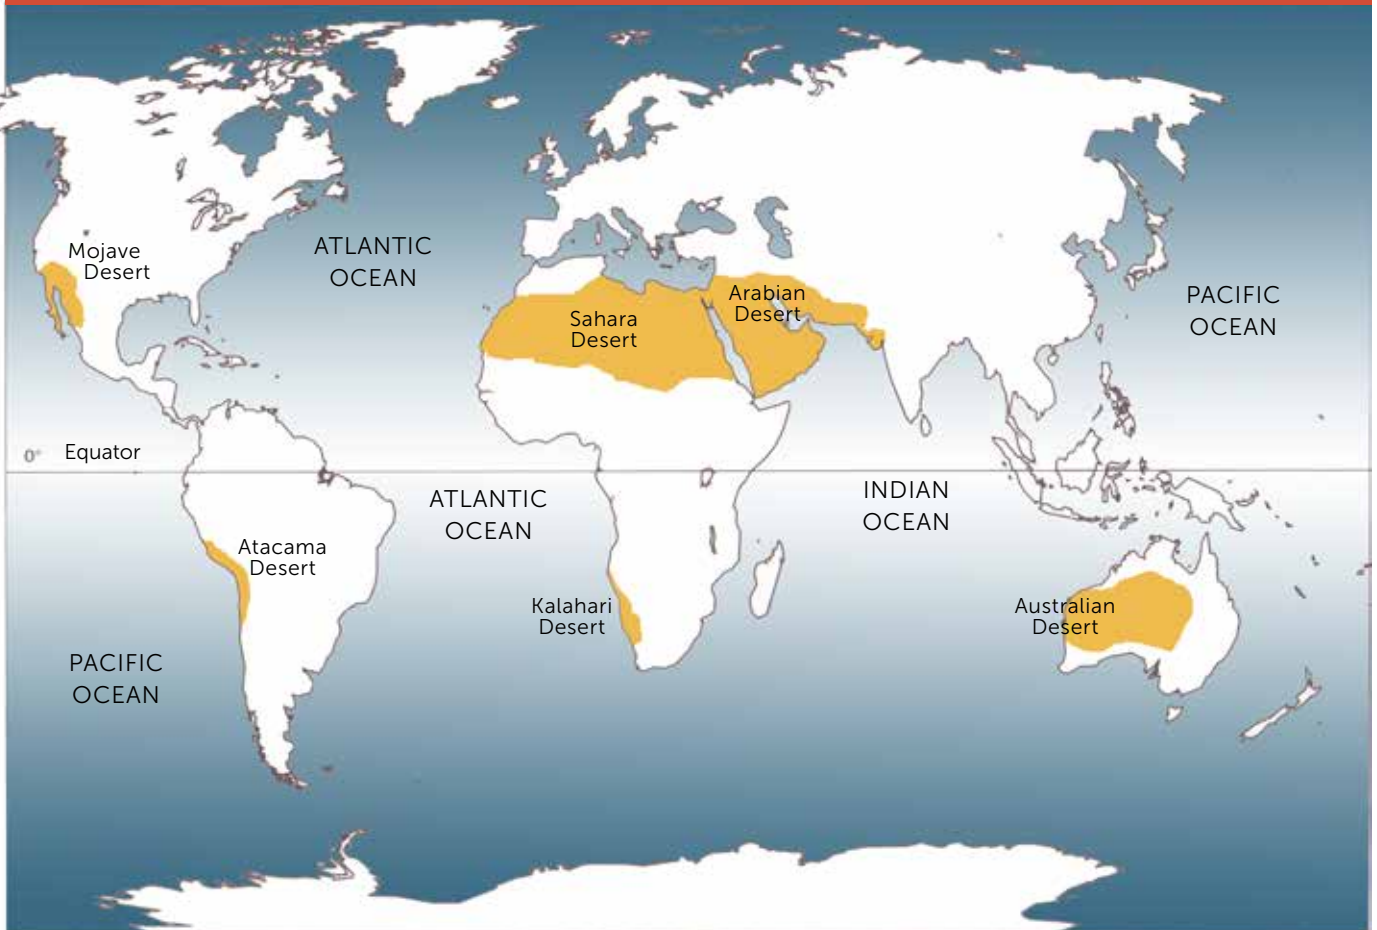 Mojave
Desert
ATLANTIC
OCEAN
Sahara
Desert
Arabian
Desert
PACIFIC
OCEAN
0° Equator
ATLANTIC
OCEAN
INDIAN
OCEAN
Atacama
Desert
Kalahari
Desert
Australian
Desert
PACIFIC
OCEAN